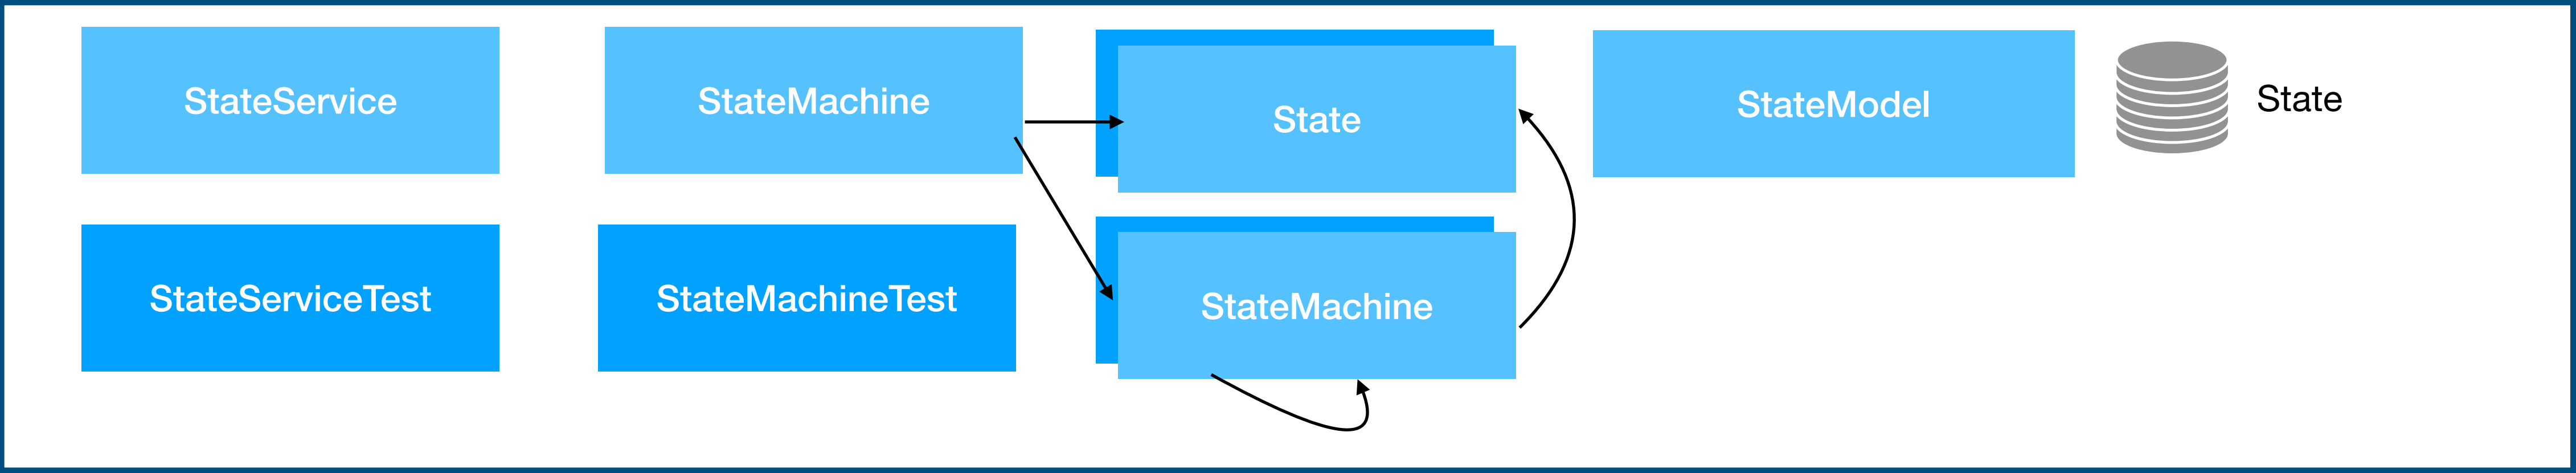 StateService
StateMachine
State
StateModel
State
StateServiceTest
StateMachineTest
StateMachine